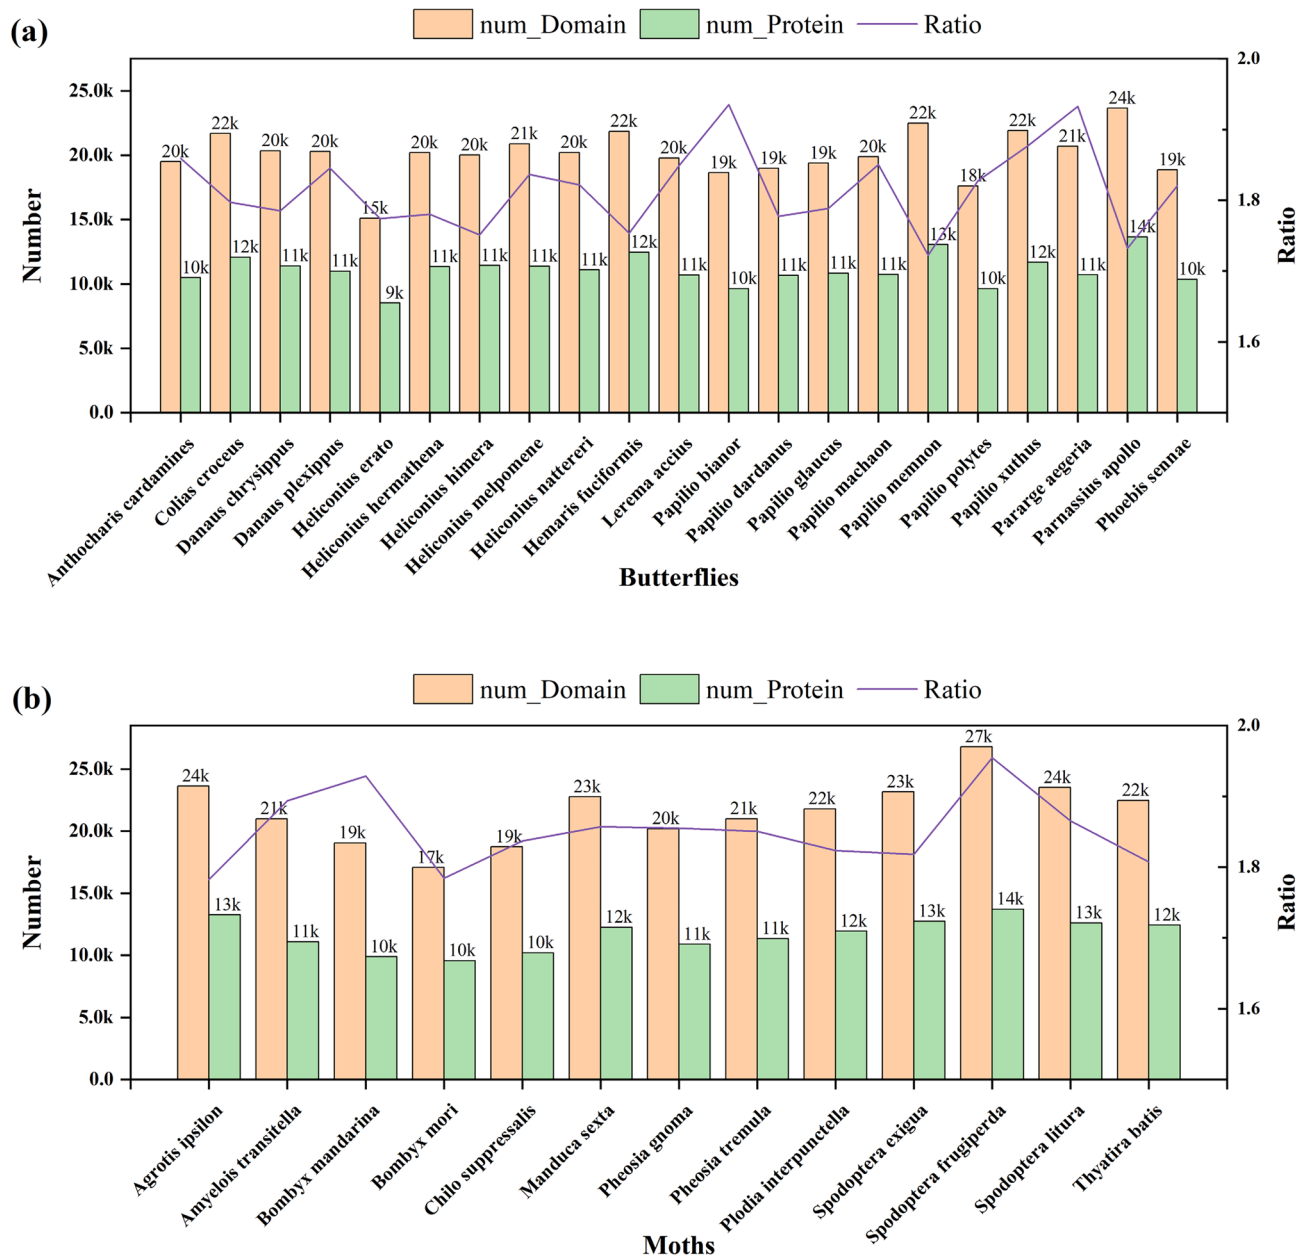 (a)
num_Domain num_Protein Ratio
25.0k
20.0k
15.0k
10.0k
5.0k
0.0
Number
2.0
1.8
1.6
Ratio
20k 22k 20k 20k 15k 20k 20k 21k 20k 22k 20k 19k 19k 19k 20k 22k 18k 22k 21k 24k 19k
10k 12k 11k 11k 9k 11k 11k 11k 11k 12k 11k 10k 11k 11k 11k 13k 10k 12k 11k 14k 10k
Anthocharis cardamines
Colias croceus
Danaus chrysippus
Danaus plexippus
Heliconius erato
Heliconius hermathena
Heliconius himera
Heliconius melpomene
Heliconius nattereri
Hemaris fuciformis
Lerema accius
Papilio bianor
Papilio dardanus
Papilio glaucus
Papilio machaon
Papilio memnon
Papilio polytes
Papilio xuthus
Pararge aegeria
Parnassius apollo
Phoebis sennae
Butterflies
(b)
num_Domain num_Protein Ratio
25.0k
20.0k
15.0k
10.0k
5.0k
0.0
Number
2.0
1.8
1.6
Ratio
24k 21k 19k 17k 19k 23k 20k 21k 22k 23k 27k 24k 22k
13k 11k 10k 10k 10k 12k 11k 11k 12k 13k 14k 13k 12k
Agrotis ipsilon
Amyelois transitella
Bombyx mandarina
Bombyx mori
Chilo suppressalis
Manduca sexta
Pheosia gnoma
Pheosia tremula
Plodia interpunctella
Spodoptera exigua
Spodoptera frugiperda
Spodoptera litura
Thyatira batis
Moths